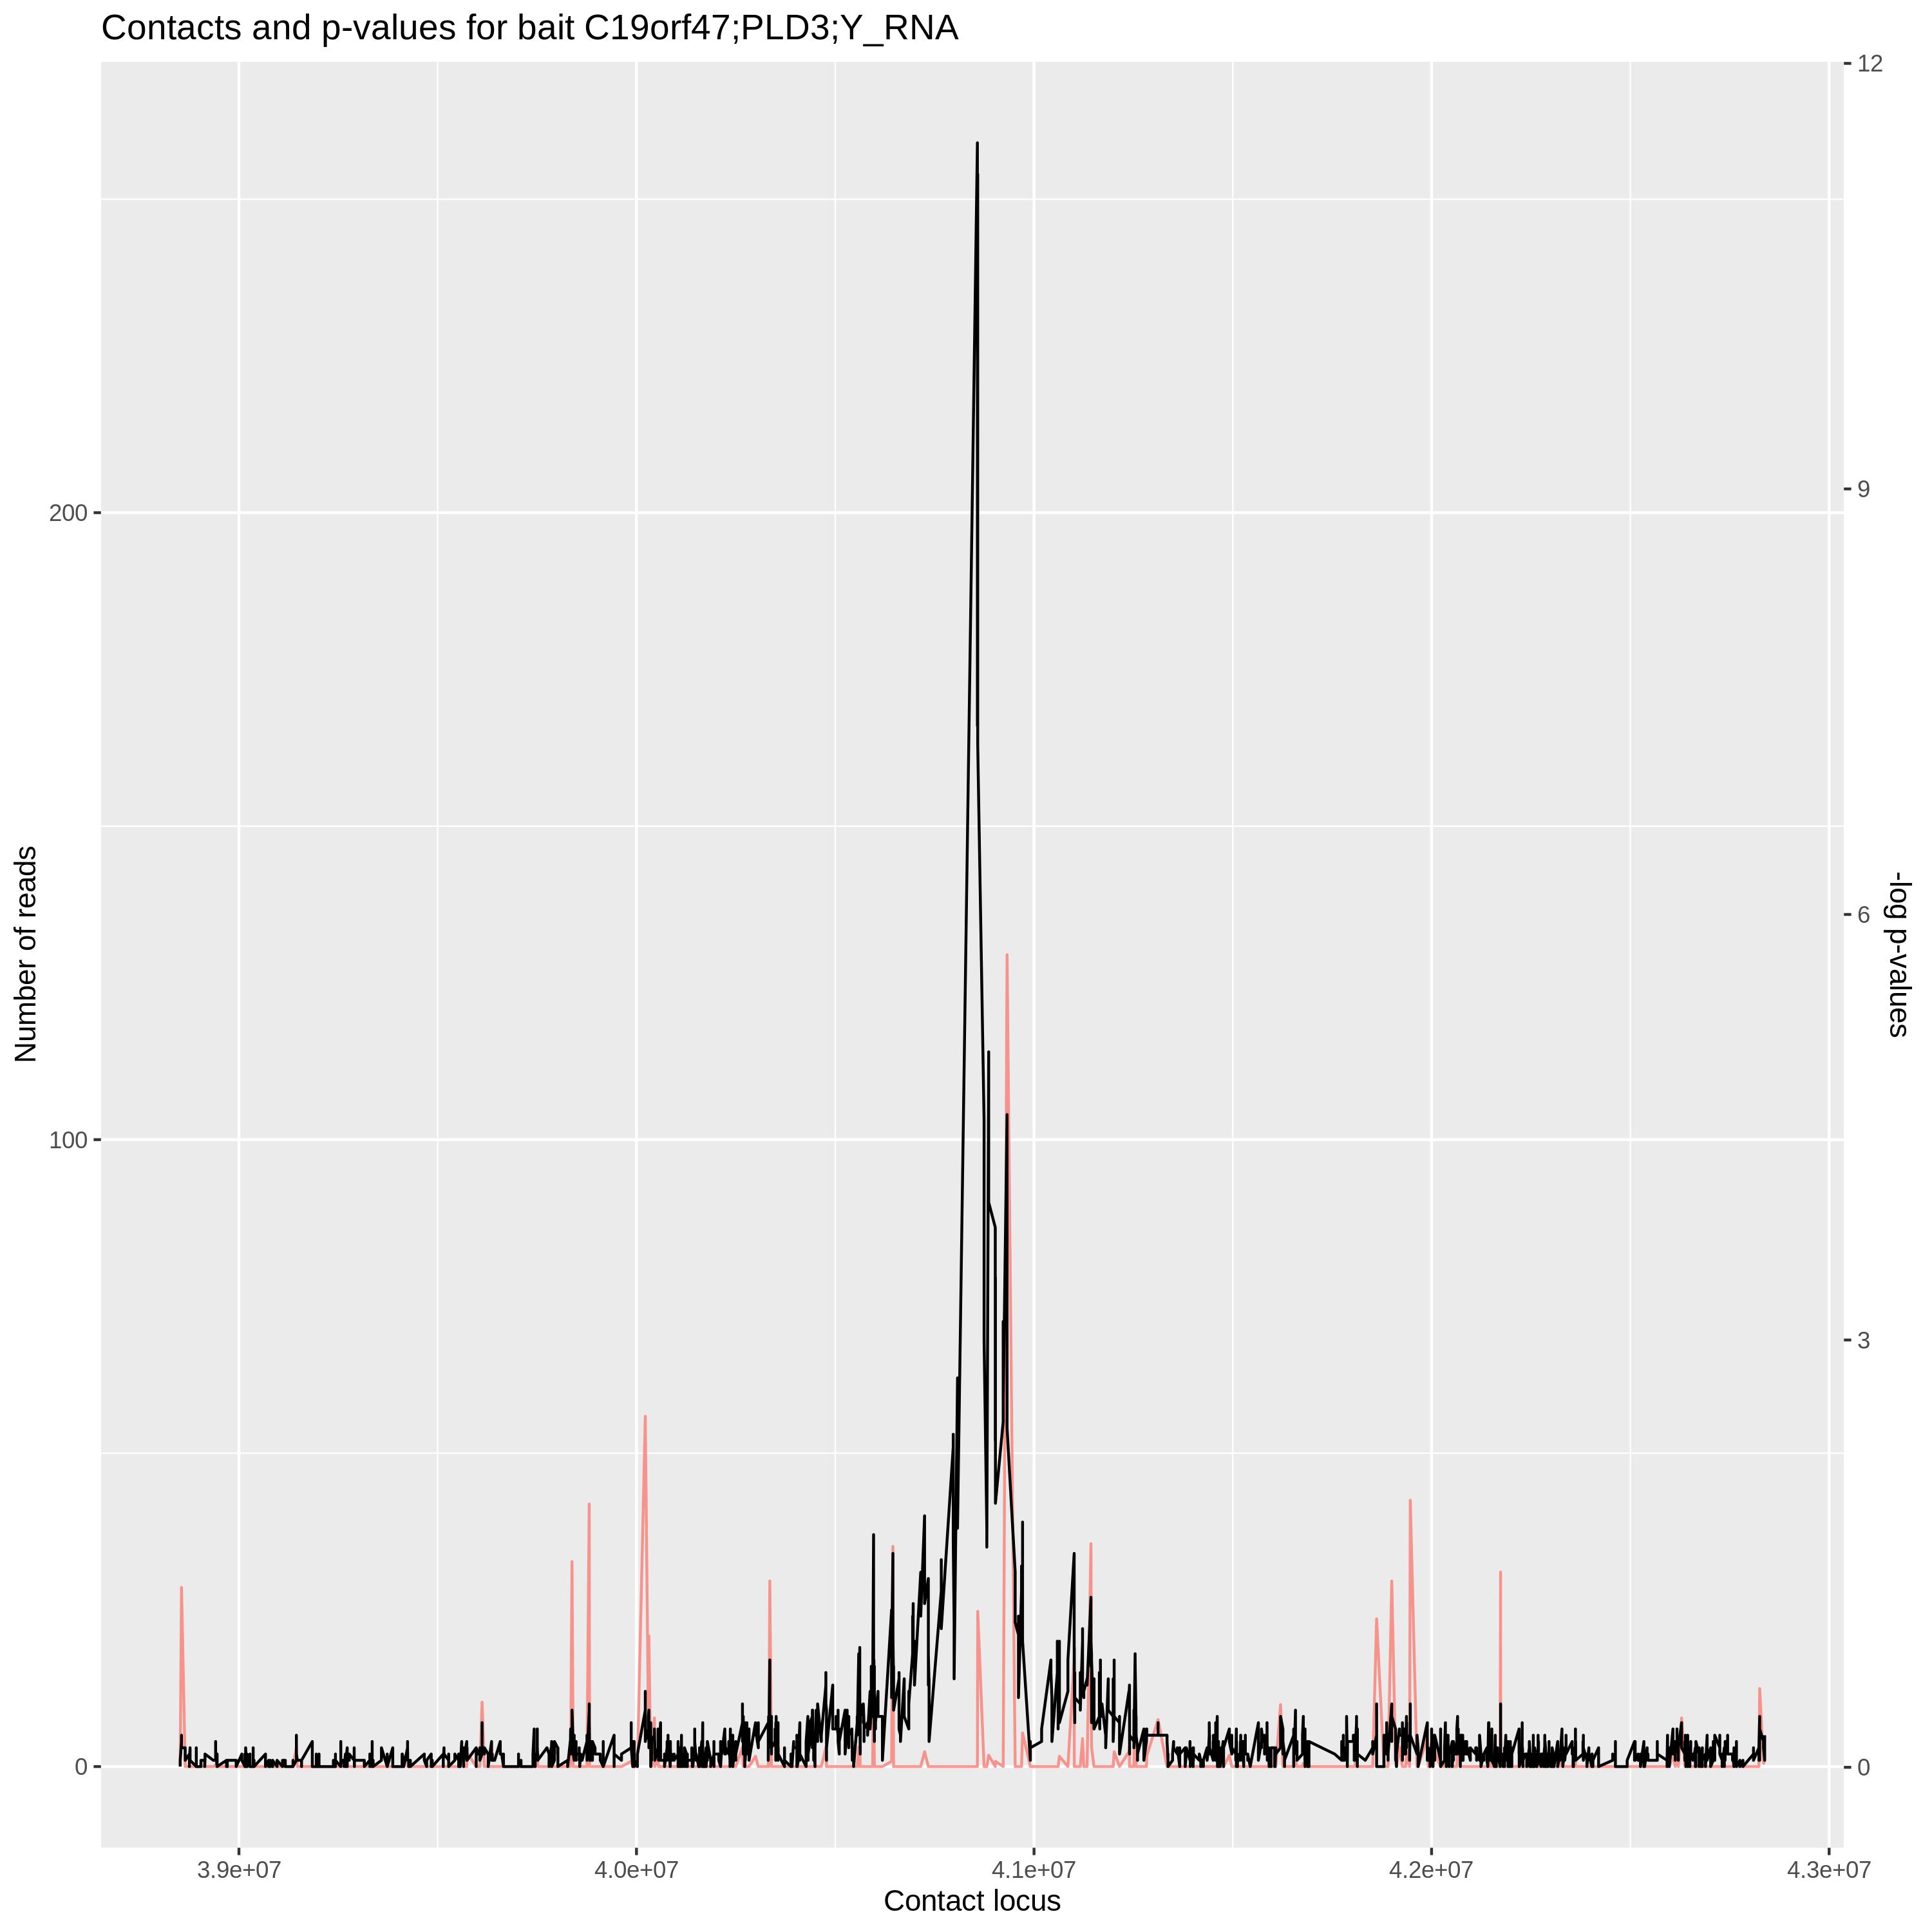 Contacts and p-values for bait C19orf47;PLD3;Y_RNA
12
9
200
6
Number of reads
-log p-values
100
3
0
0
3.9e+07
4.0e+07
4.1e+07
4.2e+07
4.3e+07
Contact locus